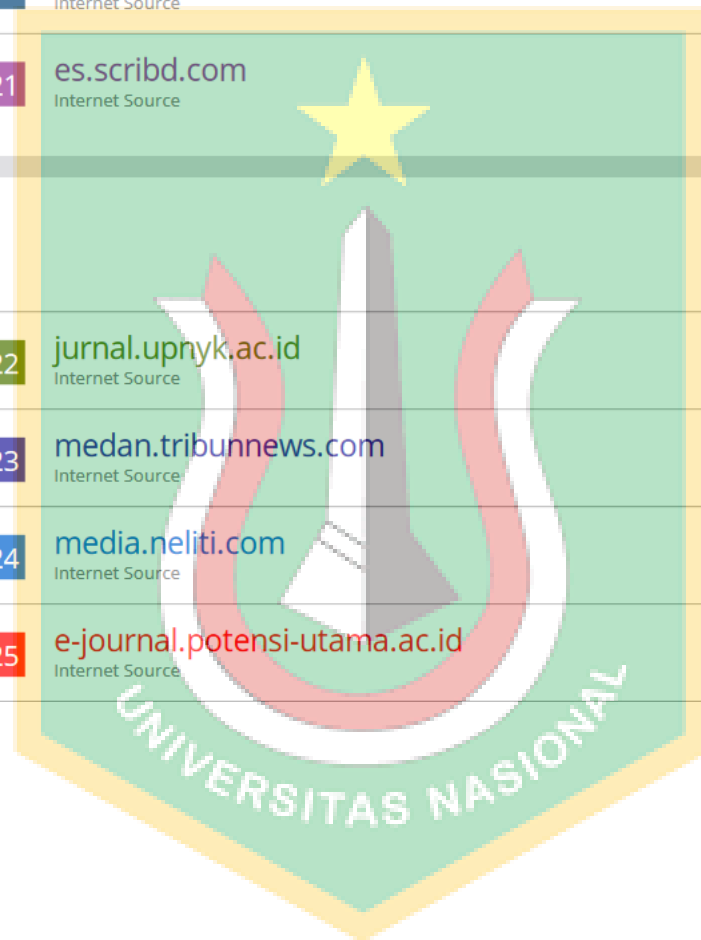 Internet Source
21
es.scribd.com
Internet Source
22
jurnal.upnyk.ac.id
Internet Source
23
medan.tribunnews.com
Internet Source
24
media.neliti.com
Internet Source
25
e-journal.potensi-utama.ac.id
Internet Source
UNIVERSITAS NASIONAL